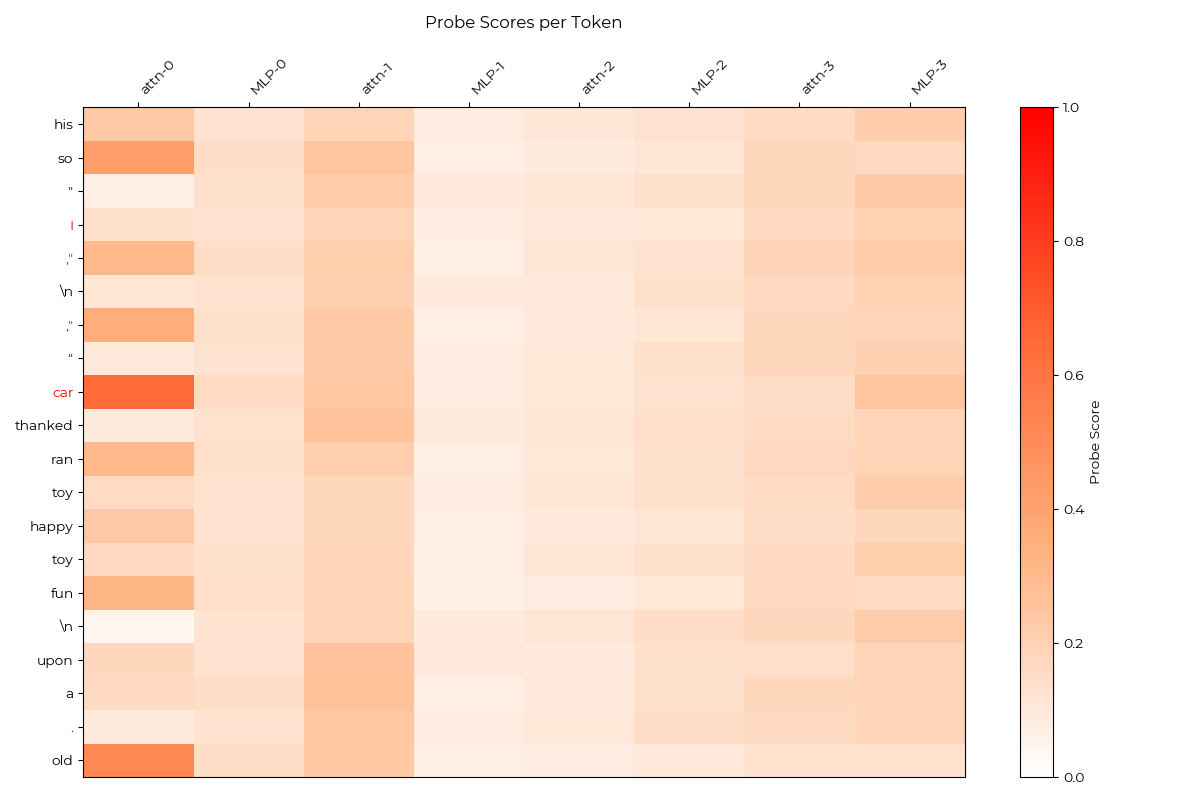 Probe Scores per Token
attn-0 MLP-0 attn-1 MLP-1 attn-2 MLP-2 attn-3 MLP-3
his
so
"
I
,"
\n
,"
"
car
thanked
ran
toy
happy
toy
fun
\n
upon
a
.
old
1.0
0.8
0.6
0.4
0.2
0.0
Probe Score